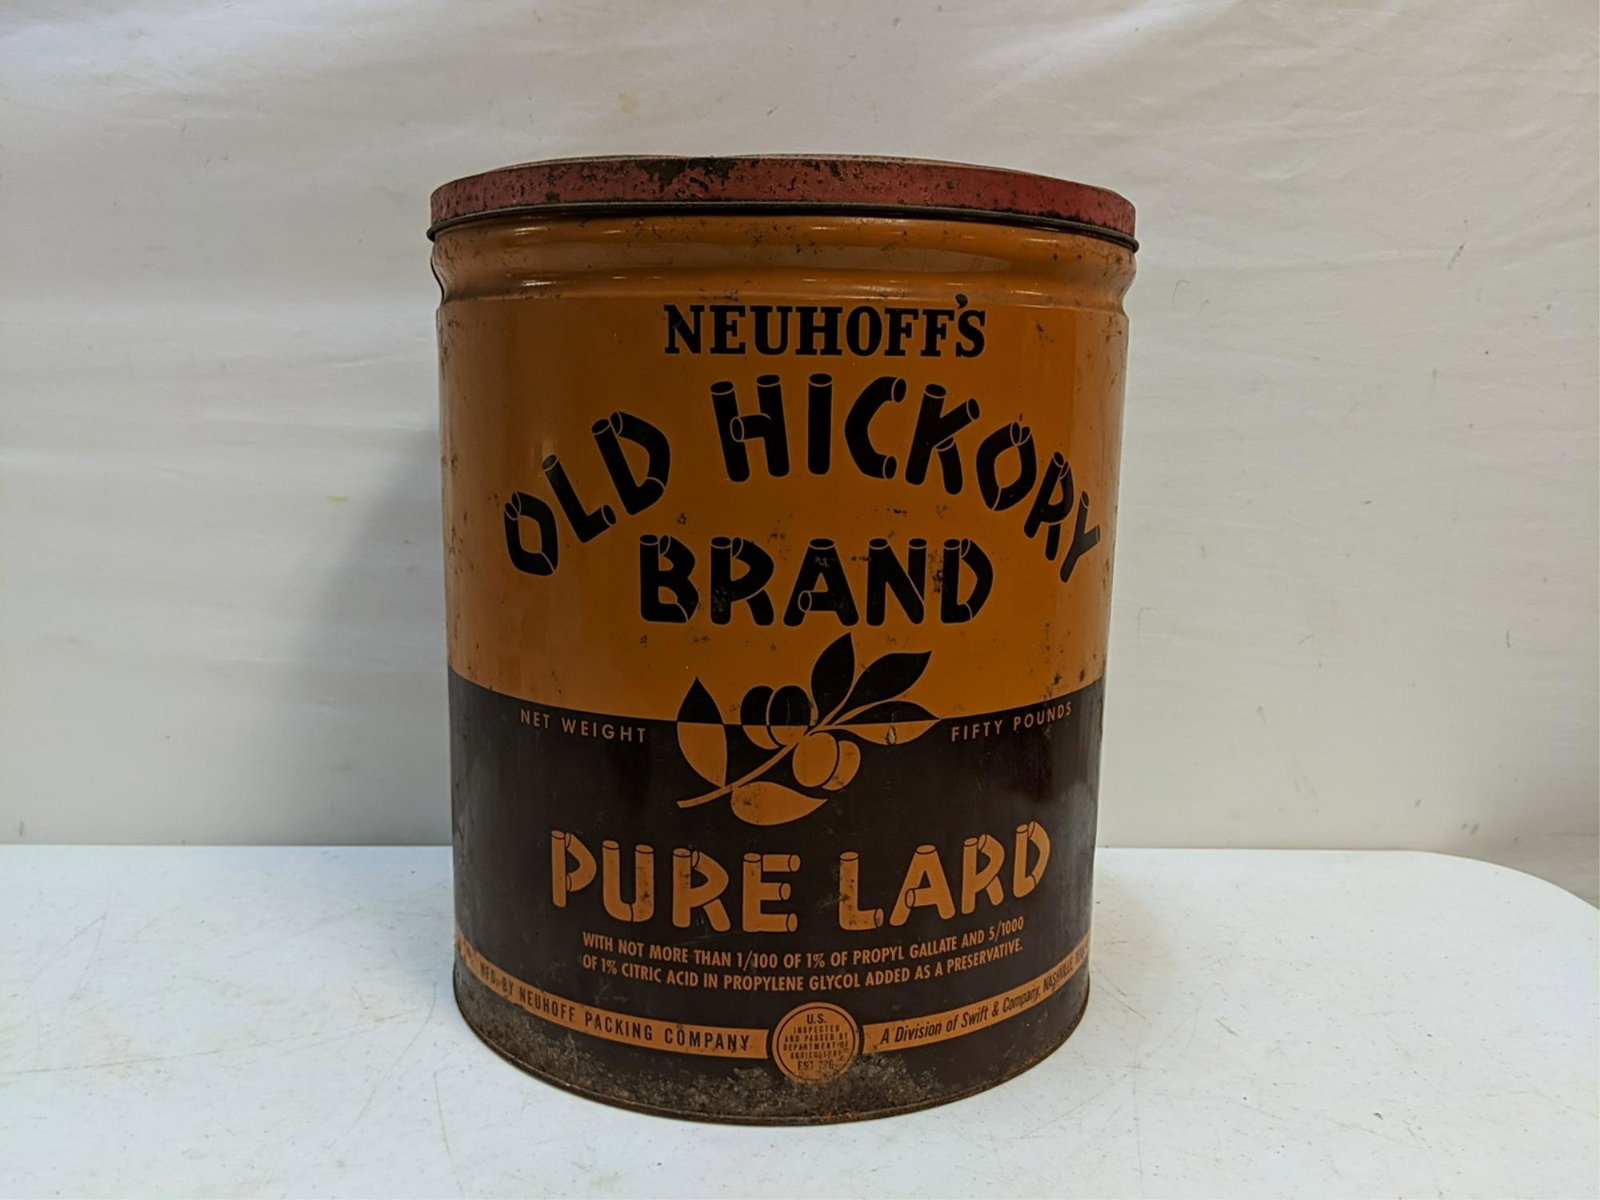 NEUHOFF'S
OLD HICKORY
BRAND
NET WEIGHT
FIFTY POUNDS
PURE LARD
WITH NOT MORE THAN 1/100 OF 1% OF PROPYL GALLATE AND 5/1000
OF 1% CITRIC ACID IN PROPYLENE GLYCOL ADDED AS A PRESERVATIVE.
MFD. BY NEUHOFF PACKING COMPANY
U.S.
INSPECTED
AND PASSED BY
DEPARTMENT OF
AGRICULTURE
EST.
A Division of Swift & Company, NASHVILLE